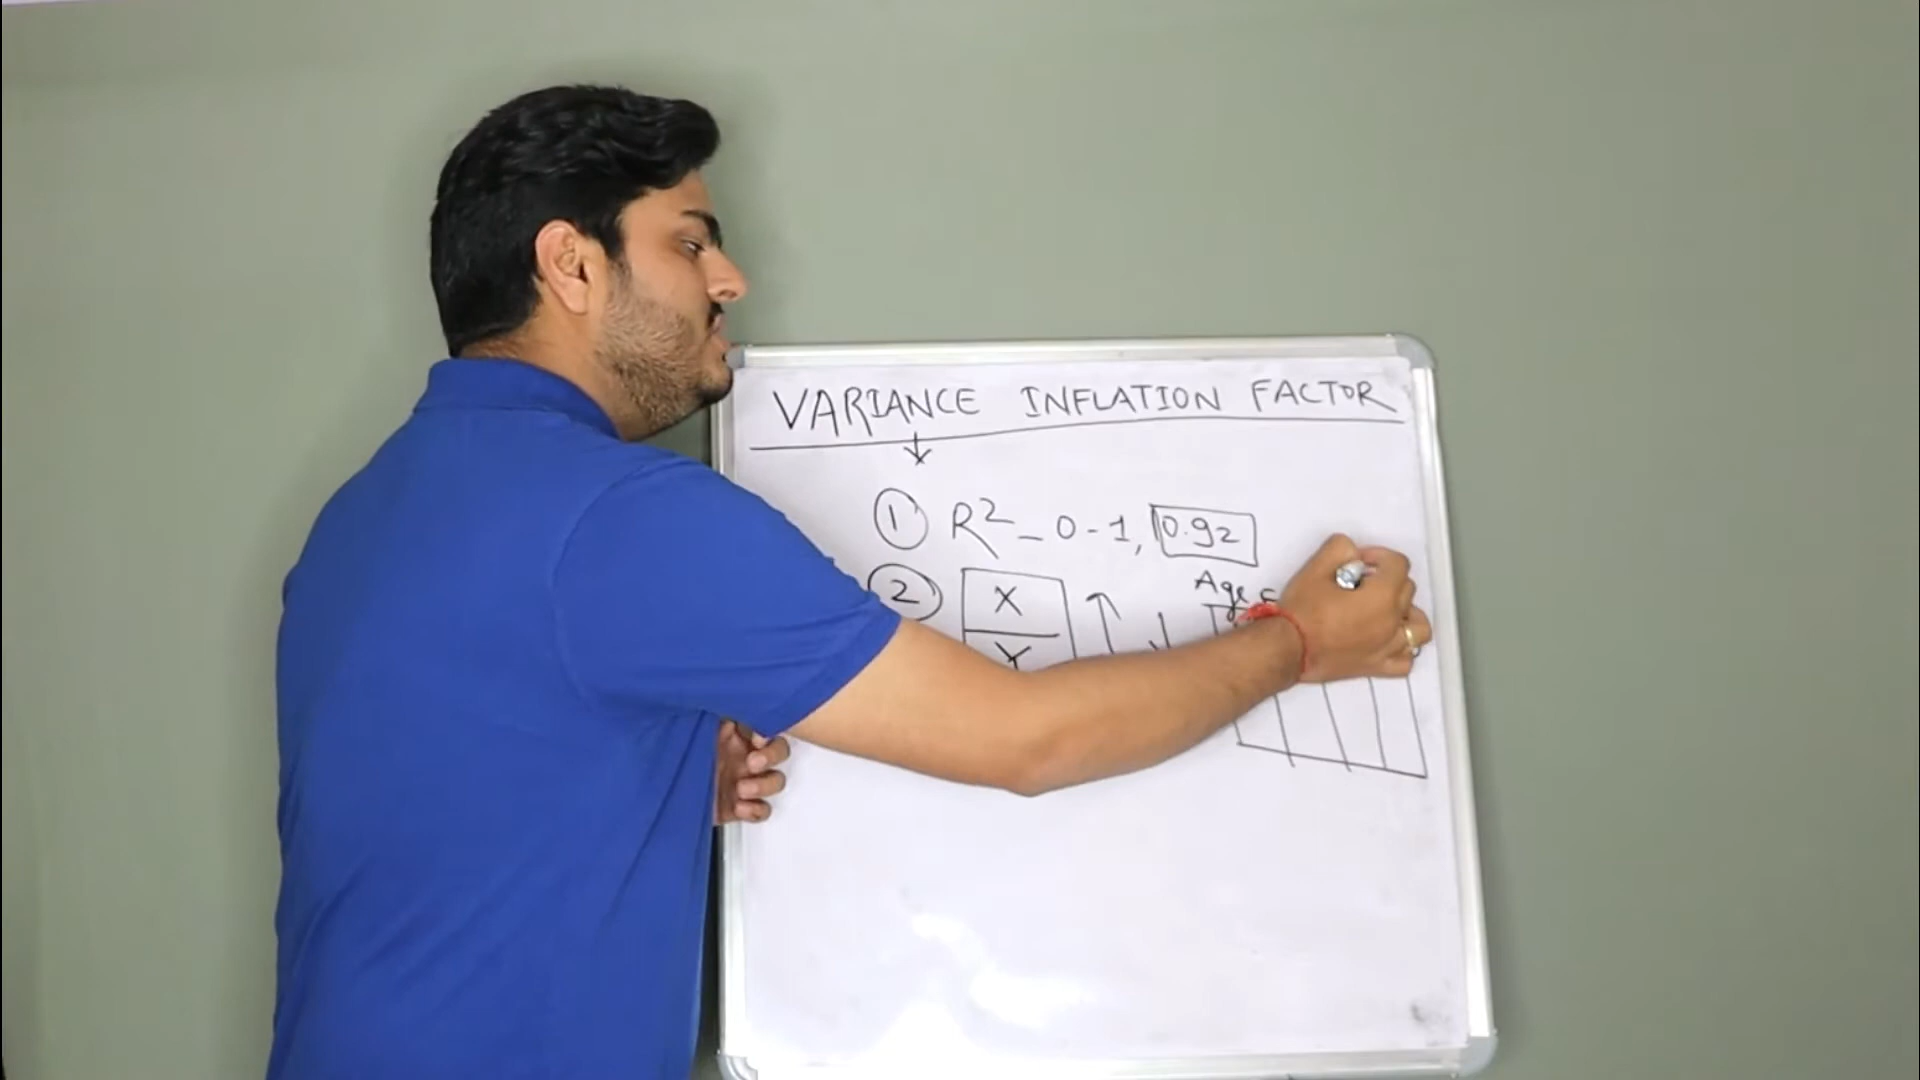 VARIANCE INFLATION FACTOR
① R² - 0-1, 0.92
② X
Y
Age